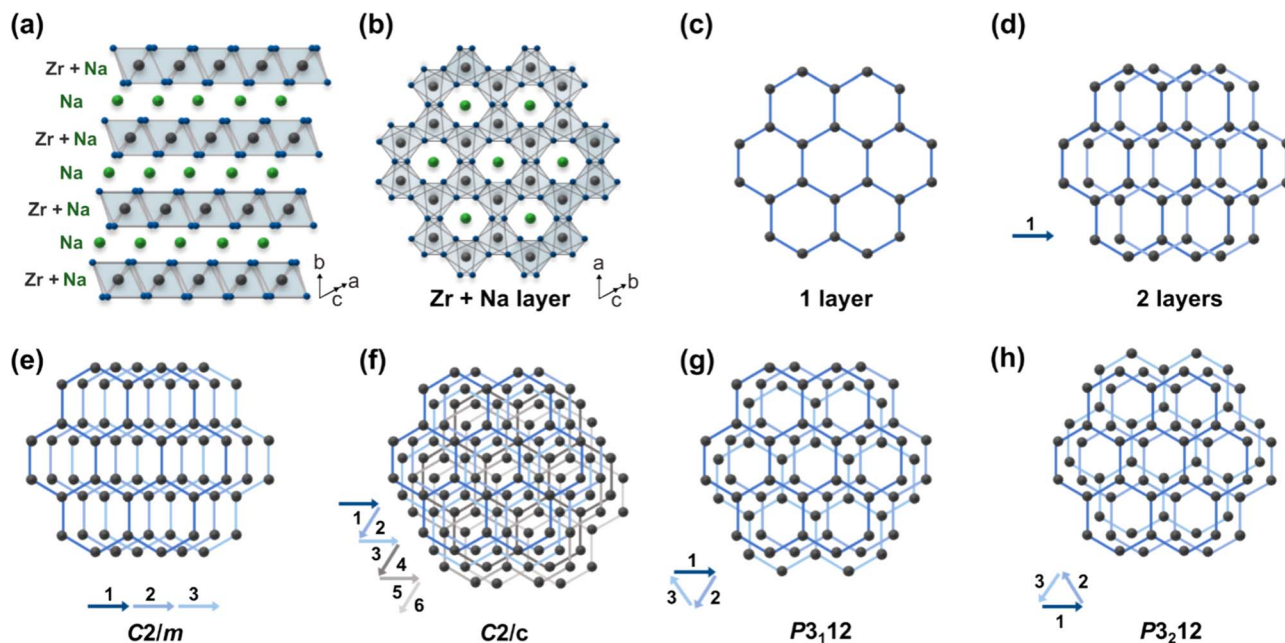 (a)
Zr + Na
Na
Zr + Na
Na
Zr + Na
Na
Zr + Na
b
a
c
(b)
a
b
c
Zr + Na layer
(c)
1 layer
(d)
1
2 layers
(e)
1 2 3
C2/m
(f)
1 2
3 4
5 6
C2/c
(g)
1
3 2
P3₁12
(h)
3 2
1
P3₂12